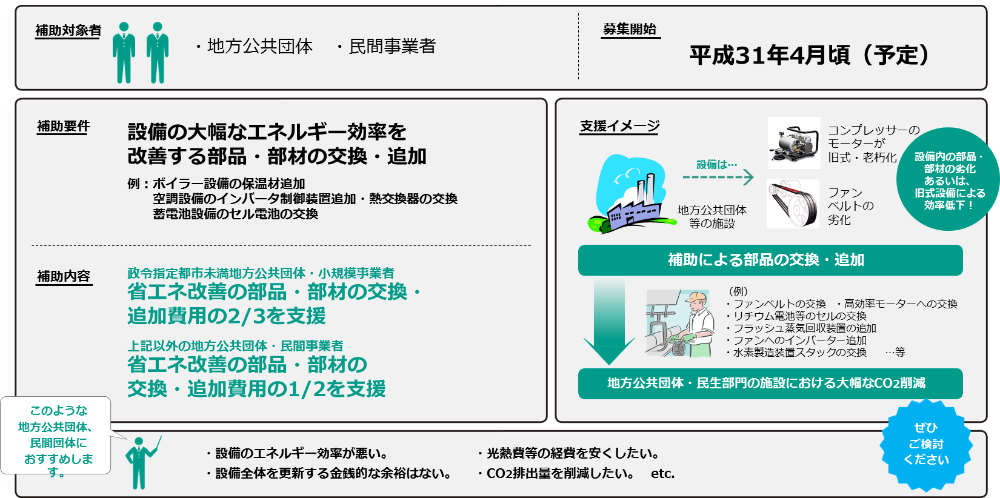 補助対象者
・地方公共団体　・民間事業者
募集開始
平成31年4月頃（予定）
補助要件
設備の大幅なエネルギー効率を
改善する部品・部材の交換・追加
例：ボイラー設備の保温材追加
空調設備のインバータ制御装置追加・熱交換器の交換
蓄電池設備のセル電池の交換
補助内容
政令指定都市未満地方公共団体・小規模事業者
省エネ改善の部品・部材の交換・
追加費用の2/3を支援
上記以外の地方公共団体・民間事業者
省エネ改善の部品・部材の
交換・追加費用の1/2を支援
支援イメージ
設備は…
地方公共団体
等の施設
コンプレッサーの
モーターが
旧式・老朽化
ファン
ベルトの
劣化
設備内の部品・
部材の劣化
あるいは、
旧式設備による
効率低下！
補助による部品の交換・追加
（例）
・ファンベルトの交換　・高効率モーターへの交換
・リチウム電池等のセルの交換
・フラッシュ蒸気回収装置の追加
・ファンへのインバーター追加
・水素製造装置スタックの交換　　…等
地方公共団体・民生部門の施設における大幅なCO2削減
このような
地方公共団体、
民間団体に
おすすめしま
す。
・設備のエネルギー効率が悪い。
・設備全体を更新する金銭的な余裕はない。
・光熱費等の経費を安くしたい。
・CO2排出量を削減したい。　etc.
ぜひ
ご検討
ください